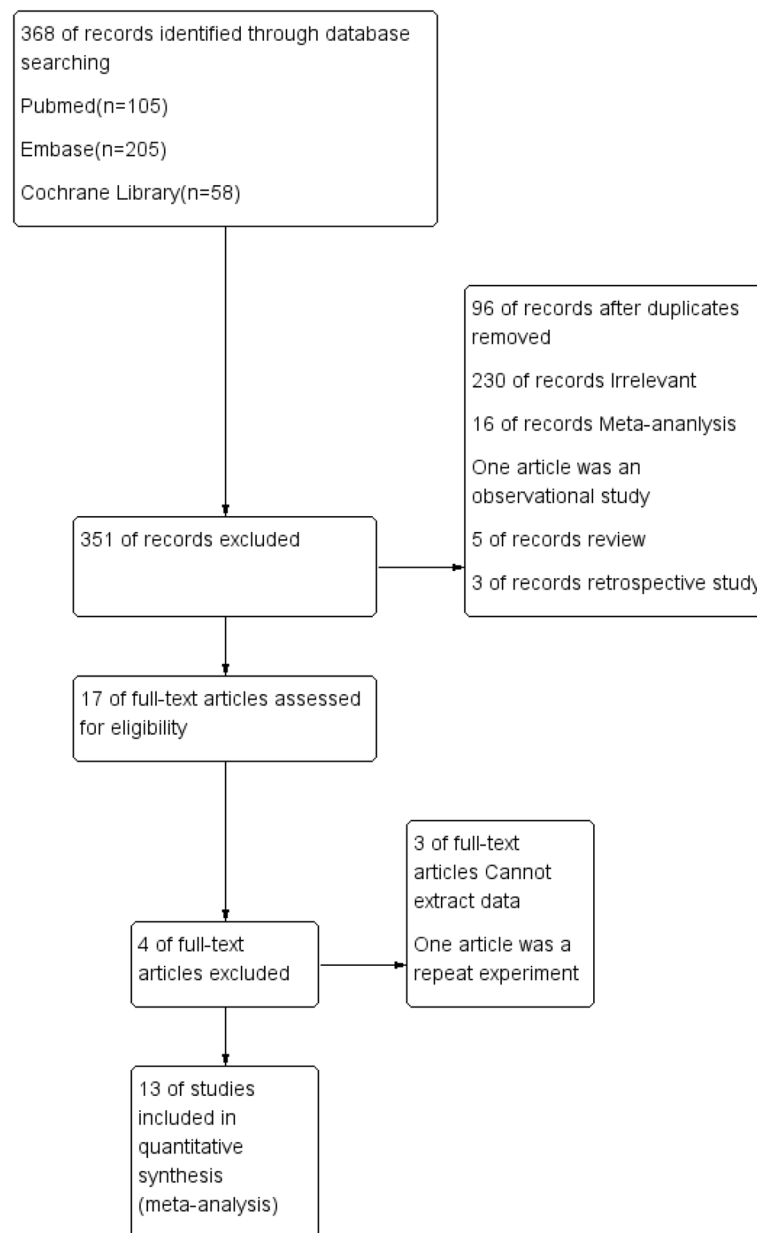 368 of records identified through database
searching
Pubmed(n=105)
Embase(n=205)
Cochrane Library(n=58)
96 of records after duplicates
removed
230 of records Irrelevant
16 of records Meta-ananlysis
One article was an
observational study
5 of records review
3 of records retrospective study
351 of records excluded
17 of full-text articles assessed
for eligibility
3 of full-text
articles Cannot
extract data
One article was a
repeat experiment
4 of full-text
articles excluded
13 of studies
included in
quantitative
synthesis
(meta-analysis)